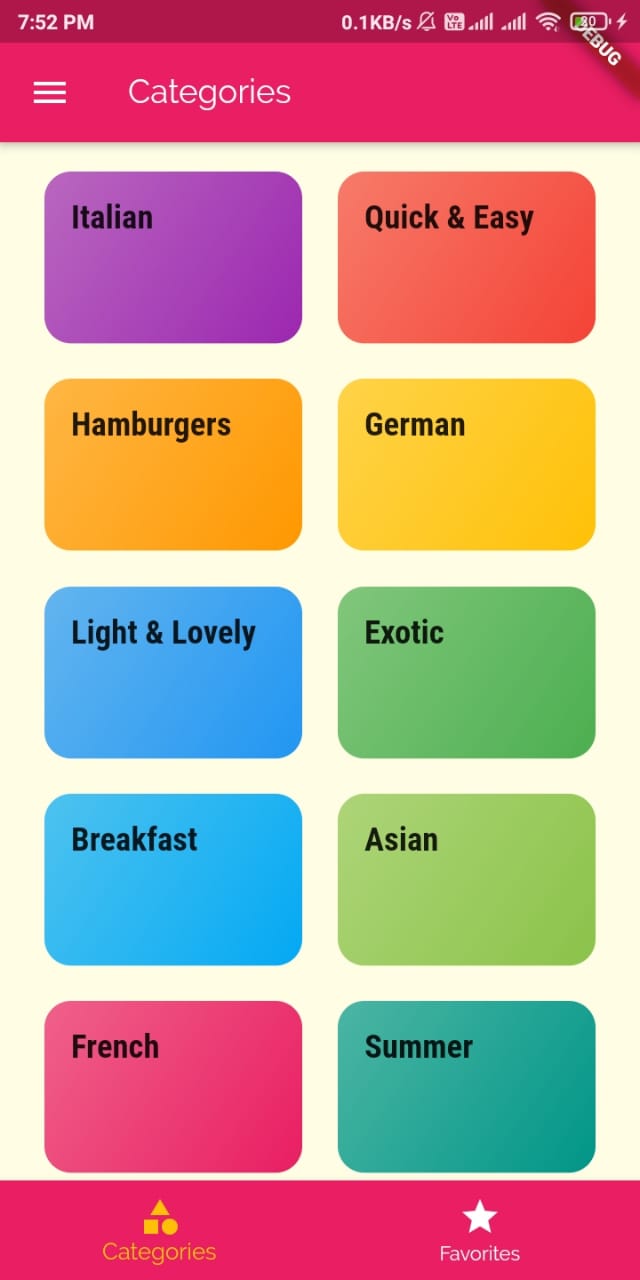 7:52 PM 0.1KB/s Vo LTE 80
DEBUG
Categories
Italian Quick & Easy
Hamburgers German
Light & Lovely Exotic
Breakfast Asian
French Summer
Categories Favorites